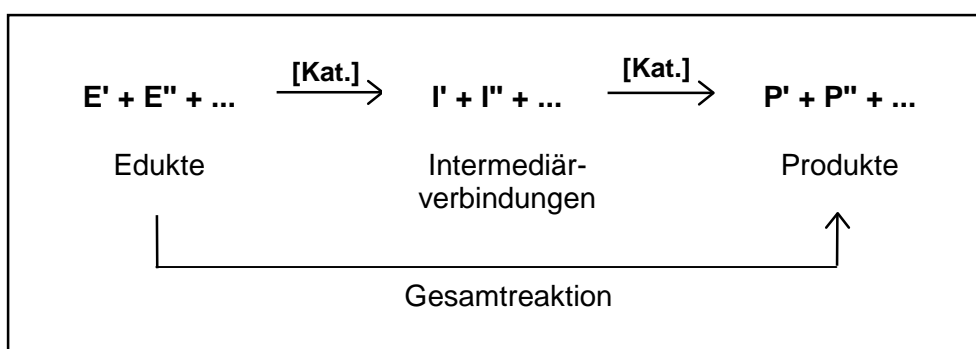 [Kat.] [Kat.]
E' + E'' + ... I' + I'' + ... P' + P'' + ...
Edukte Intermediär- Produkte
verbindungen
Gesamtreaktion